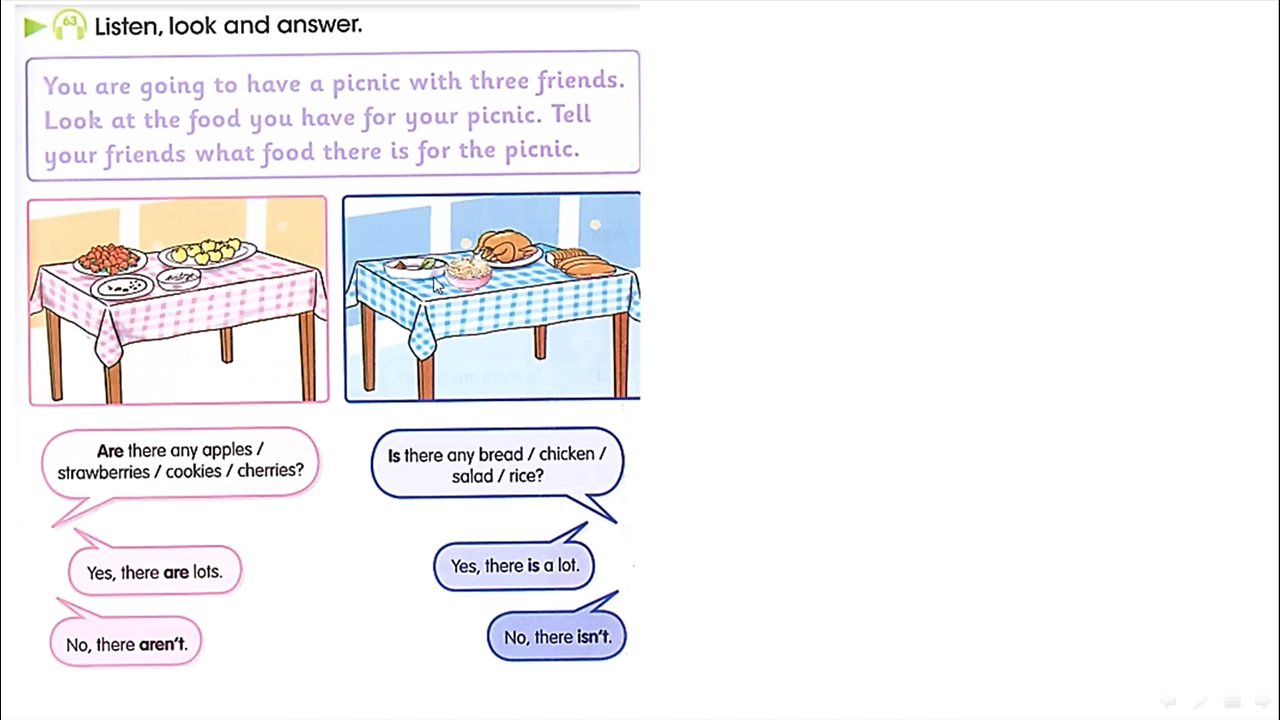 63 Listen, look and answer.
You are going to have a picnic with three friends.
Look at the food you have for your picnic. Tell
your friends what food there is for the picnic.
Are there any apples /
strawberries / cookies / cherries?
Yes, there are lots.
No, there aren't.
Is there any bread / chicken /
salad / rice?
Yes, there is a lot.
No, there isn't.